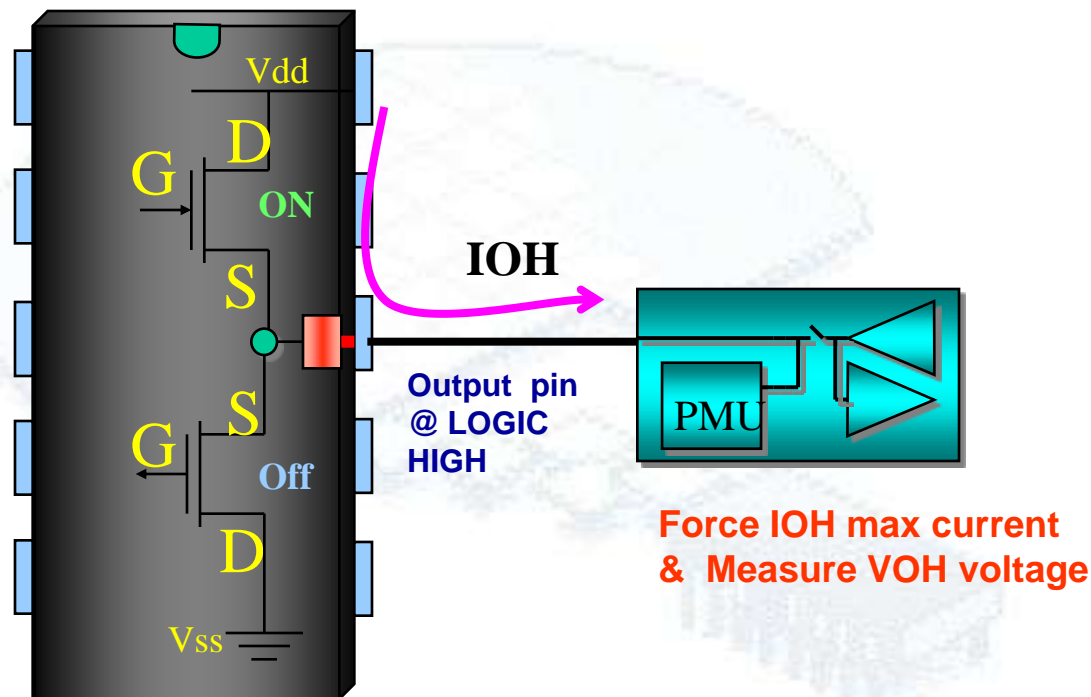 Vdd
D
G
ON
S
IOH
Output pin
@ LOGIC
HIGH
PMU
S
G
Off
D
Vss
Force IOH max current
& Measure VOH voltage